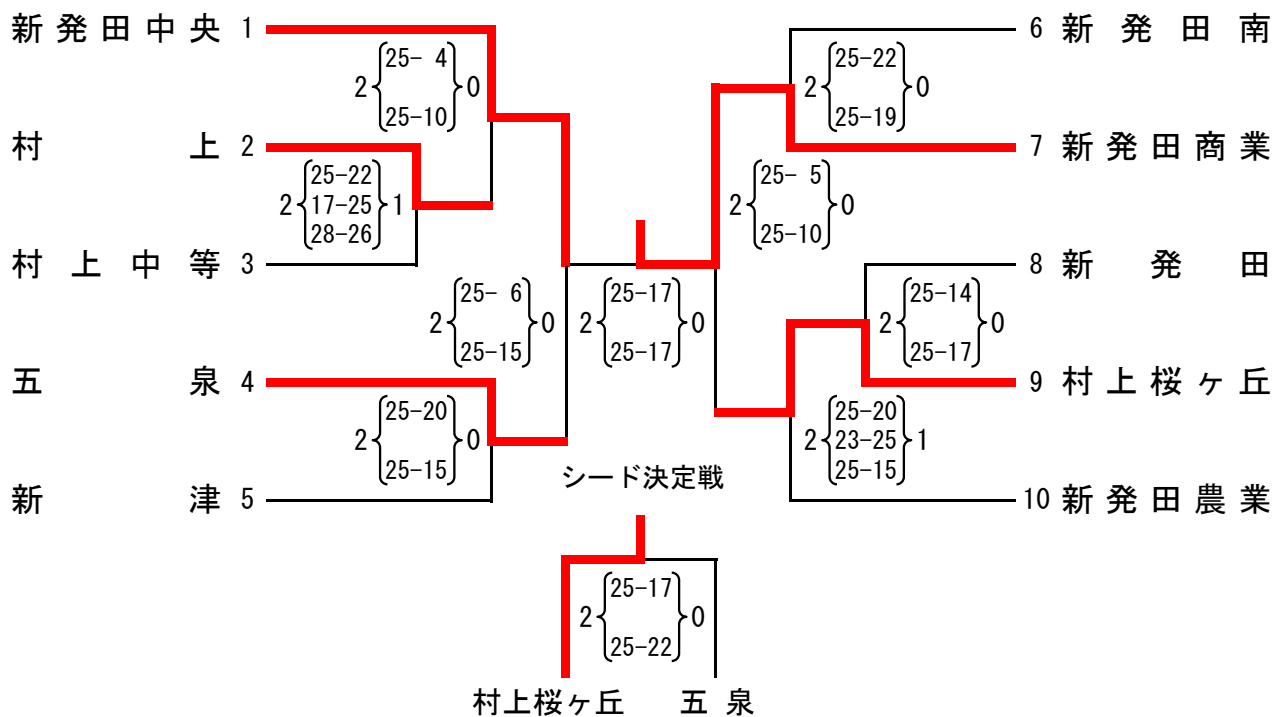 新発田中央 1
2 25- 4 0
25-10
村上 2
2 25-22 1
17-25
28-26
村上中等 3
2 25- 6 0
25-15
五泉 4
2 25-20 0
25-15
新津 5
2 25-17 0
25-17
6 新発田南
2 25-22 0
25-19
7 新発田商業
2 25- 5 0
25-10
8 新発田
2 25-14 0
25-17
9 村上桜ヶ丘
2 25-20 1
23-25
25-15
10 新発田農業
シード決定戦
2 25-17 0
25-22
村上桜ヶ丘 五泉